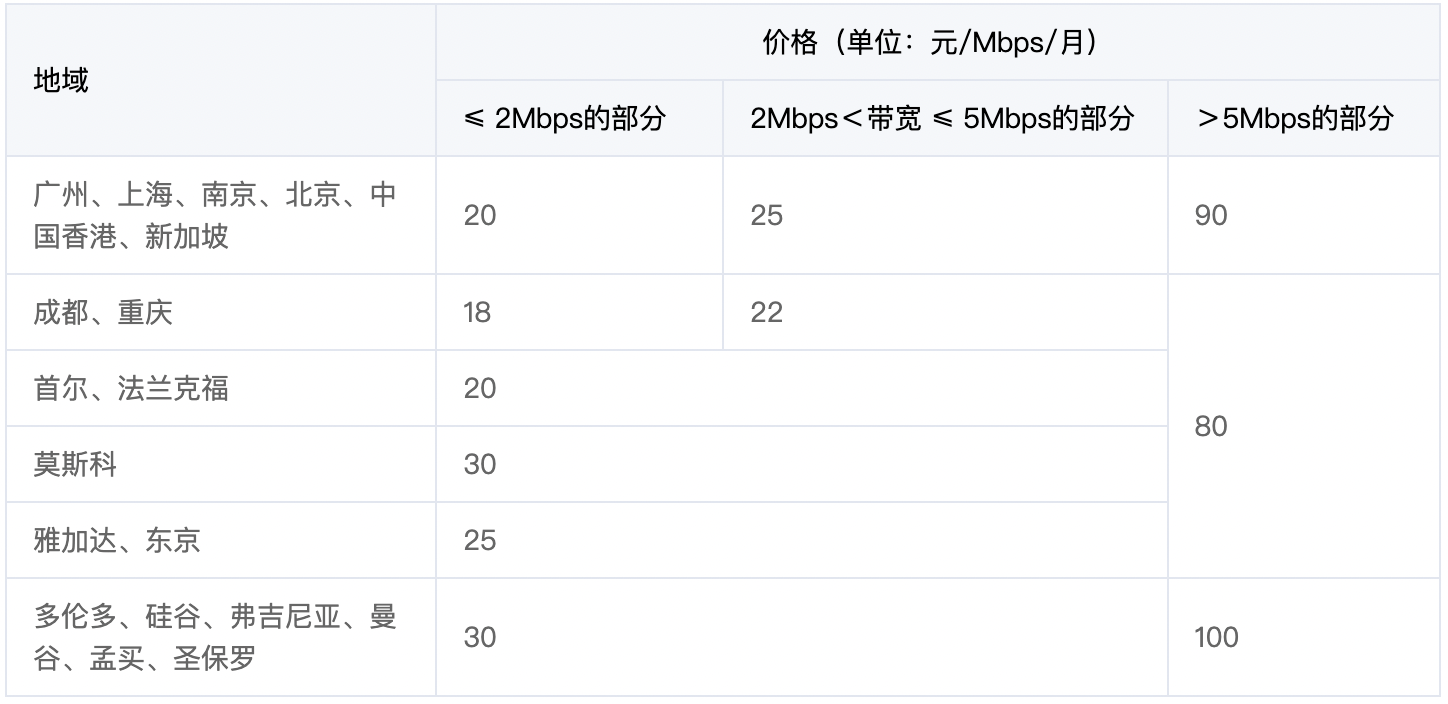 地域
价格（单位：元/Mbps/月）
≤ 2Mbps的部分
2Mbps＜带宽 ≤ 5Mbps的部分
＞5Mbps的部分
广州、上海、南京、北京、中
国香港、新加坡
20
25
90
成都、重庆
18
22
80
首尔、法兰克福
20
莫斯科
30
雅加达、东京
25
多伦多、硅谷、弗吉尼亚、曼
谷、孟买、圣保罗
30
100